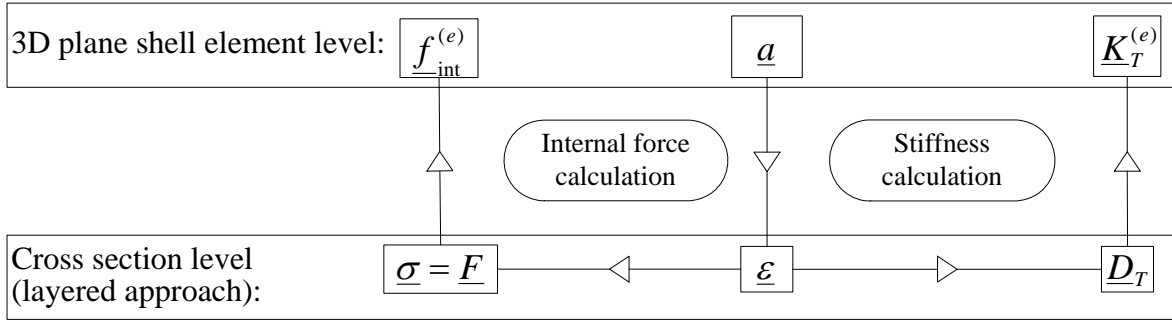 3D plane shell element level: f_int^(e) a K_T^(e)
Internal force
calculation
Stiffness
calculation
Cross section level
(layered approach):
σ = F ε D_T